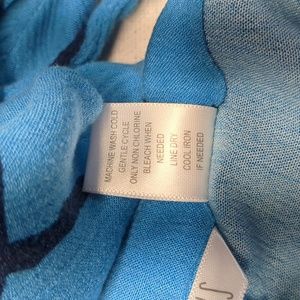 MACHINE WASH COLD
GENTLE CYCLE
ONLY NON CHLORINE
BLEACH WHEN
NEEDED
LINE DRY
COOL IRON
IF NEEDED